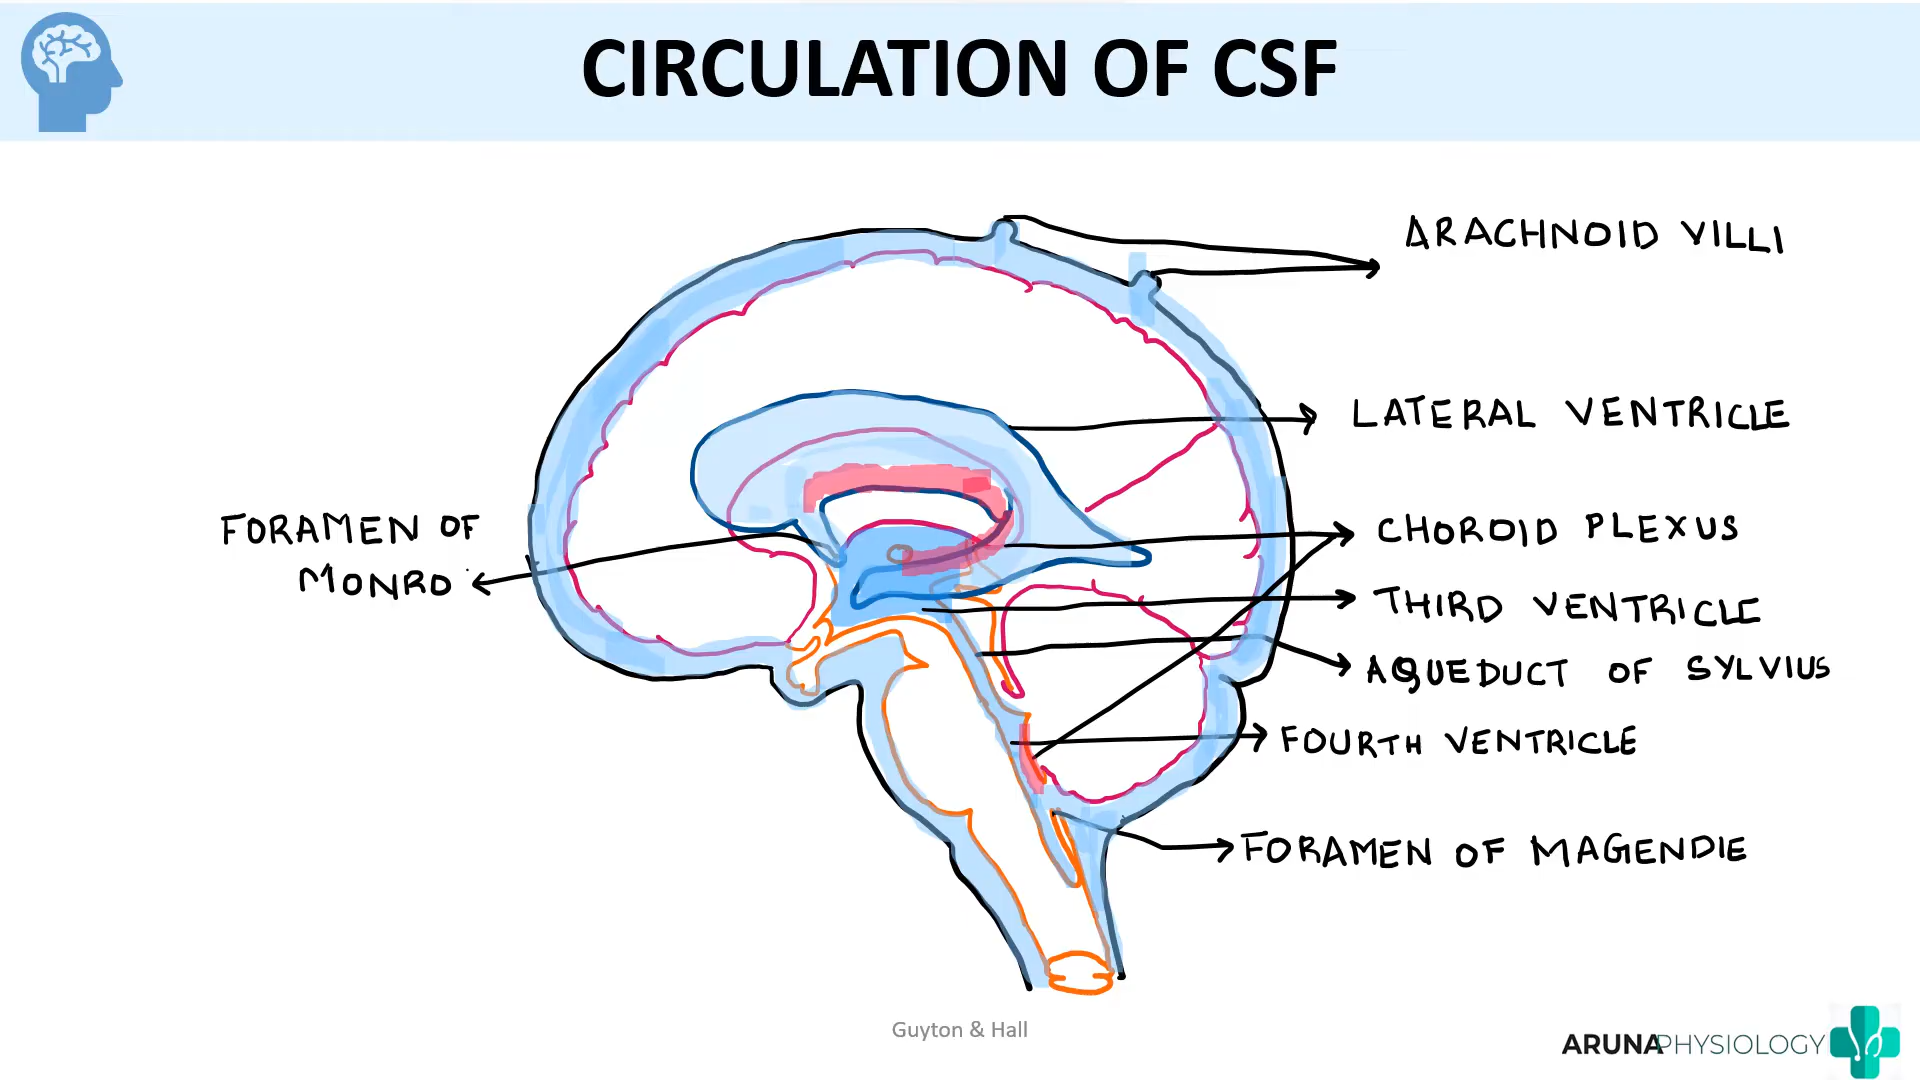 CIRCULATION OF CSF
ARACHNOID VILLI
LATERAL VENTRICLE
FORAMEN OF
MONRO
CHOROID PLEXUS
THIRD VENTRICLE
AQUEDUCT OF SYLVIUS
FOURTH VENTRICLE
FORAMEN OF MAGENDIE
Guyton & Hall
ARUNAPHYSIOLOGY